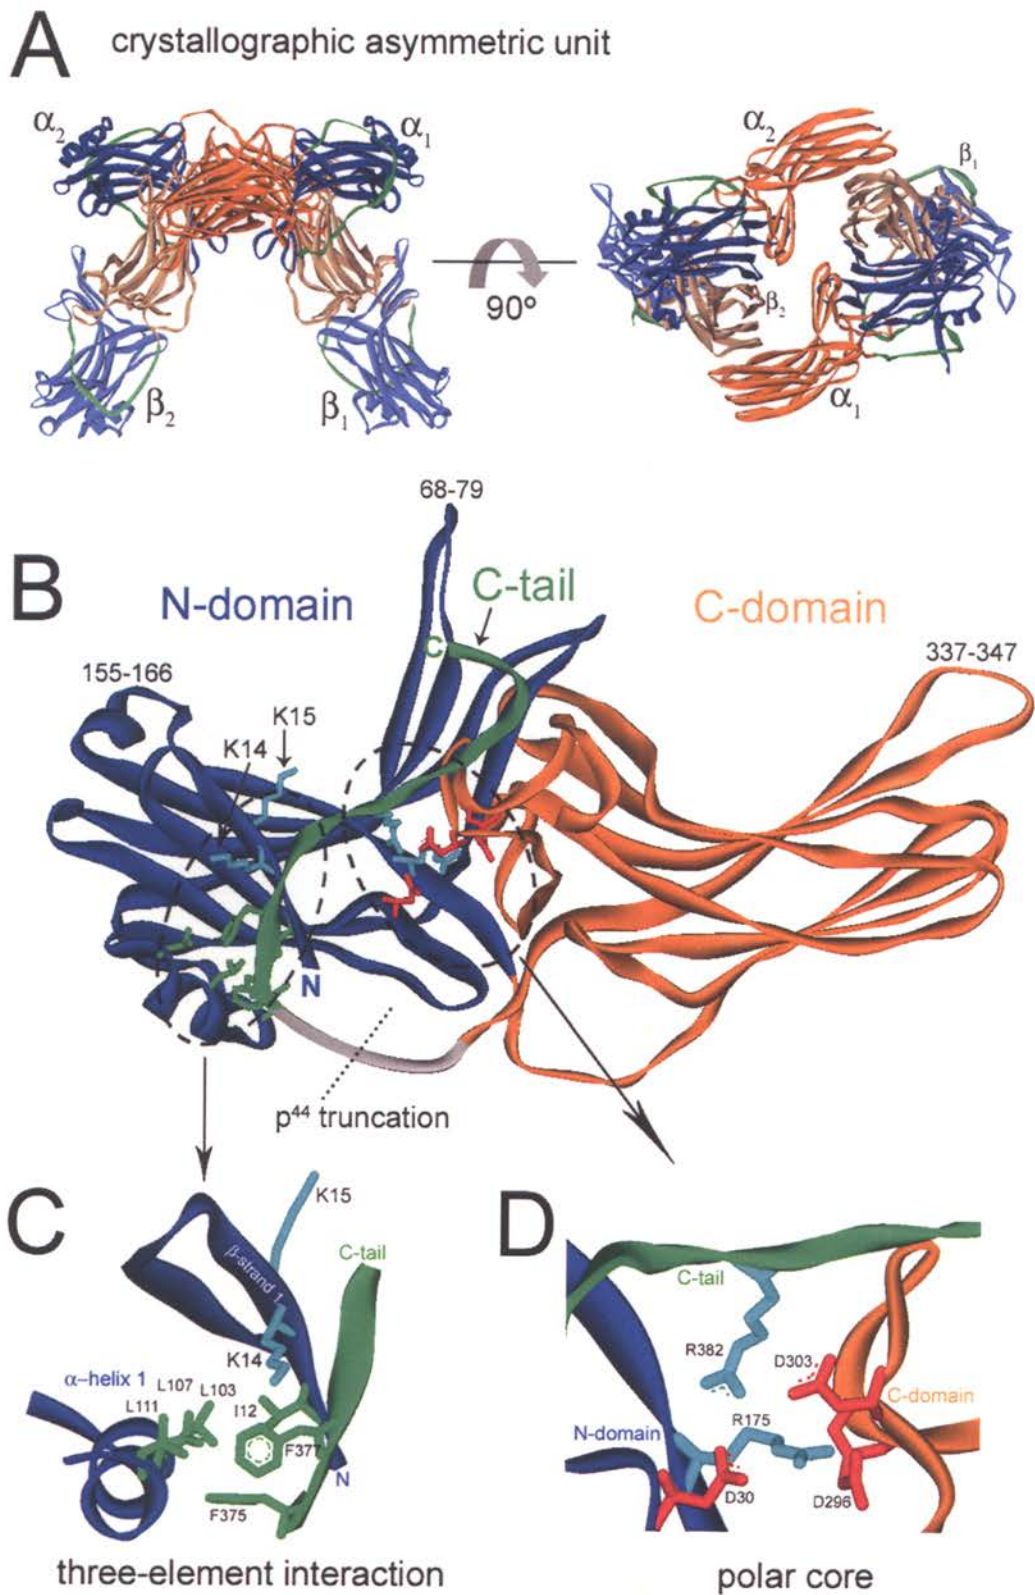 A crystallographic asymmetric unit
α2
α1
β2
β1
90°
α2
β1
β2
α1
68-79
B
N-domain
C-tail
C-domain
C
155-166
337-347
K15
K14
N
p44 truncation
C
K15
β-strand 1
C-tail
K14
α-helix 1
L107
L103
L111
I12
F377
N
F375
three-element interaction
D
C-tail
R382
D303
C-domain
R175
N-domain
D30
D296
polar core